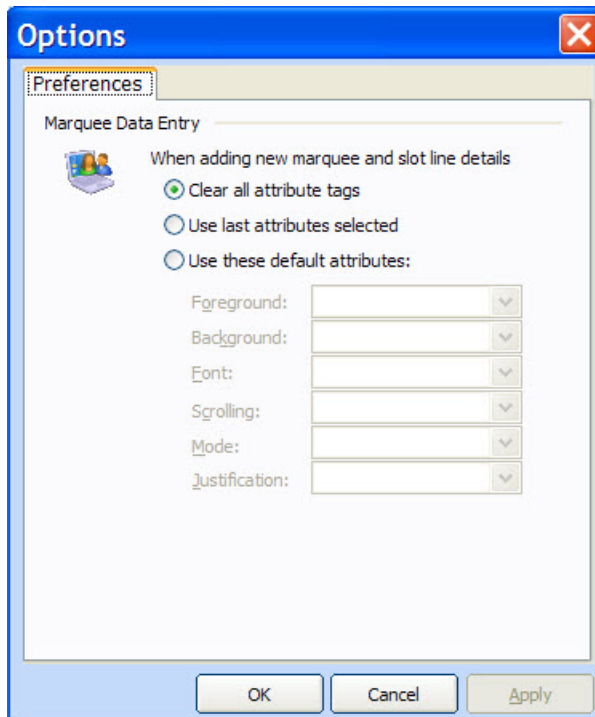 Options
Preferences
Marquee Data Entry
When adding new marquee and slot line details
Clear all attribute tags
Use last attributes selected
Use these default attributes:
Foreground:
Background:
Font:
Scrolling:
Mode:
Justification:
OK
Cancel
Apply